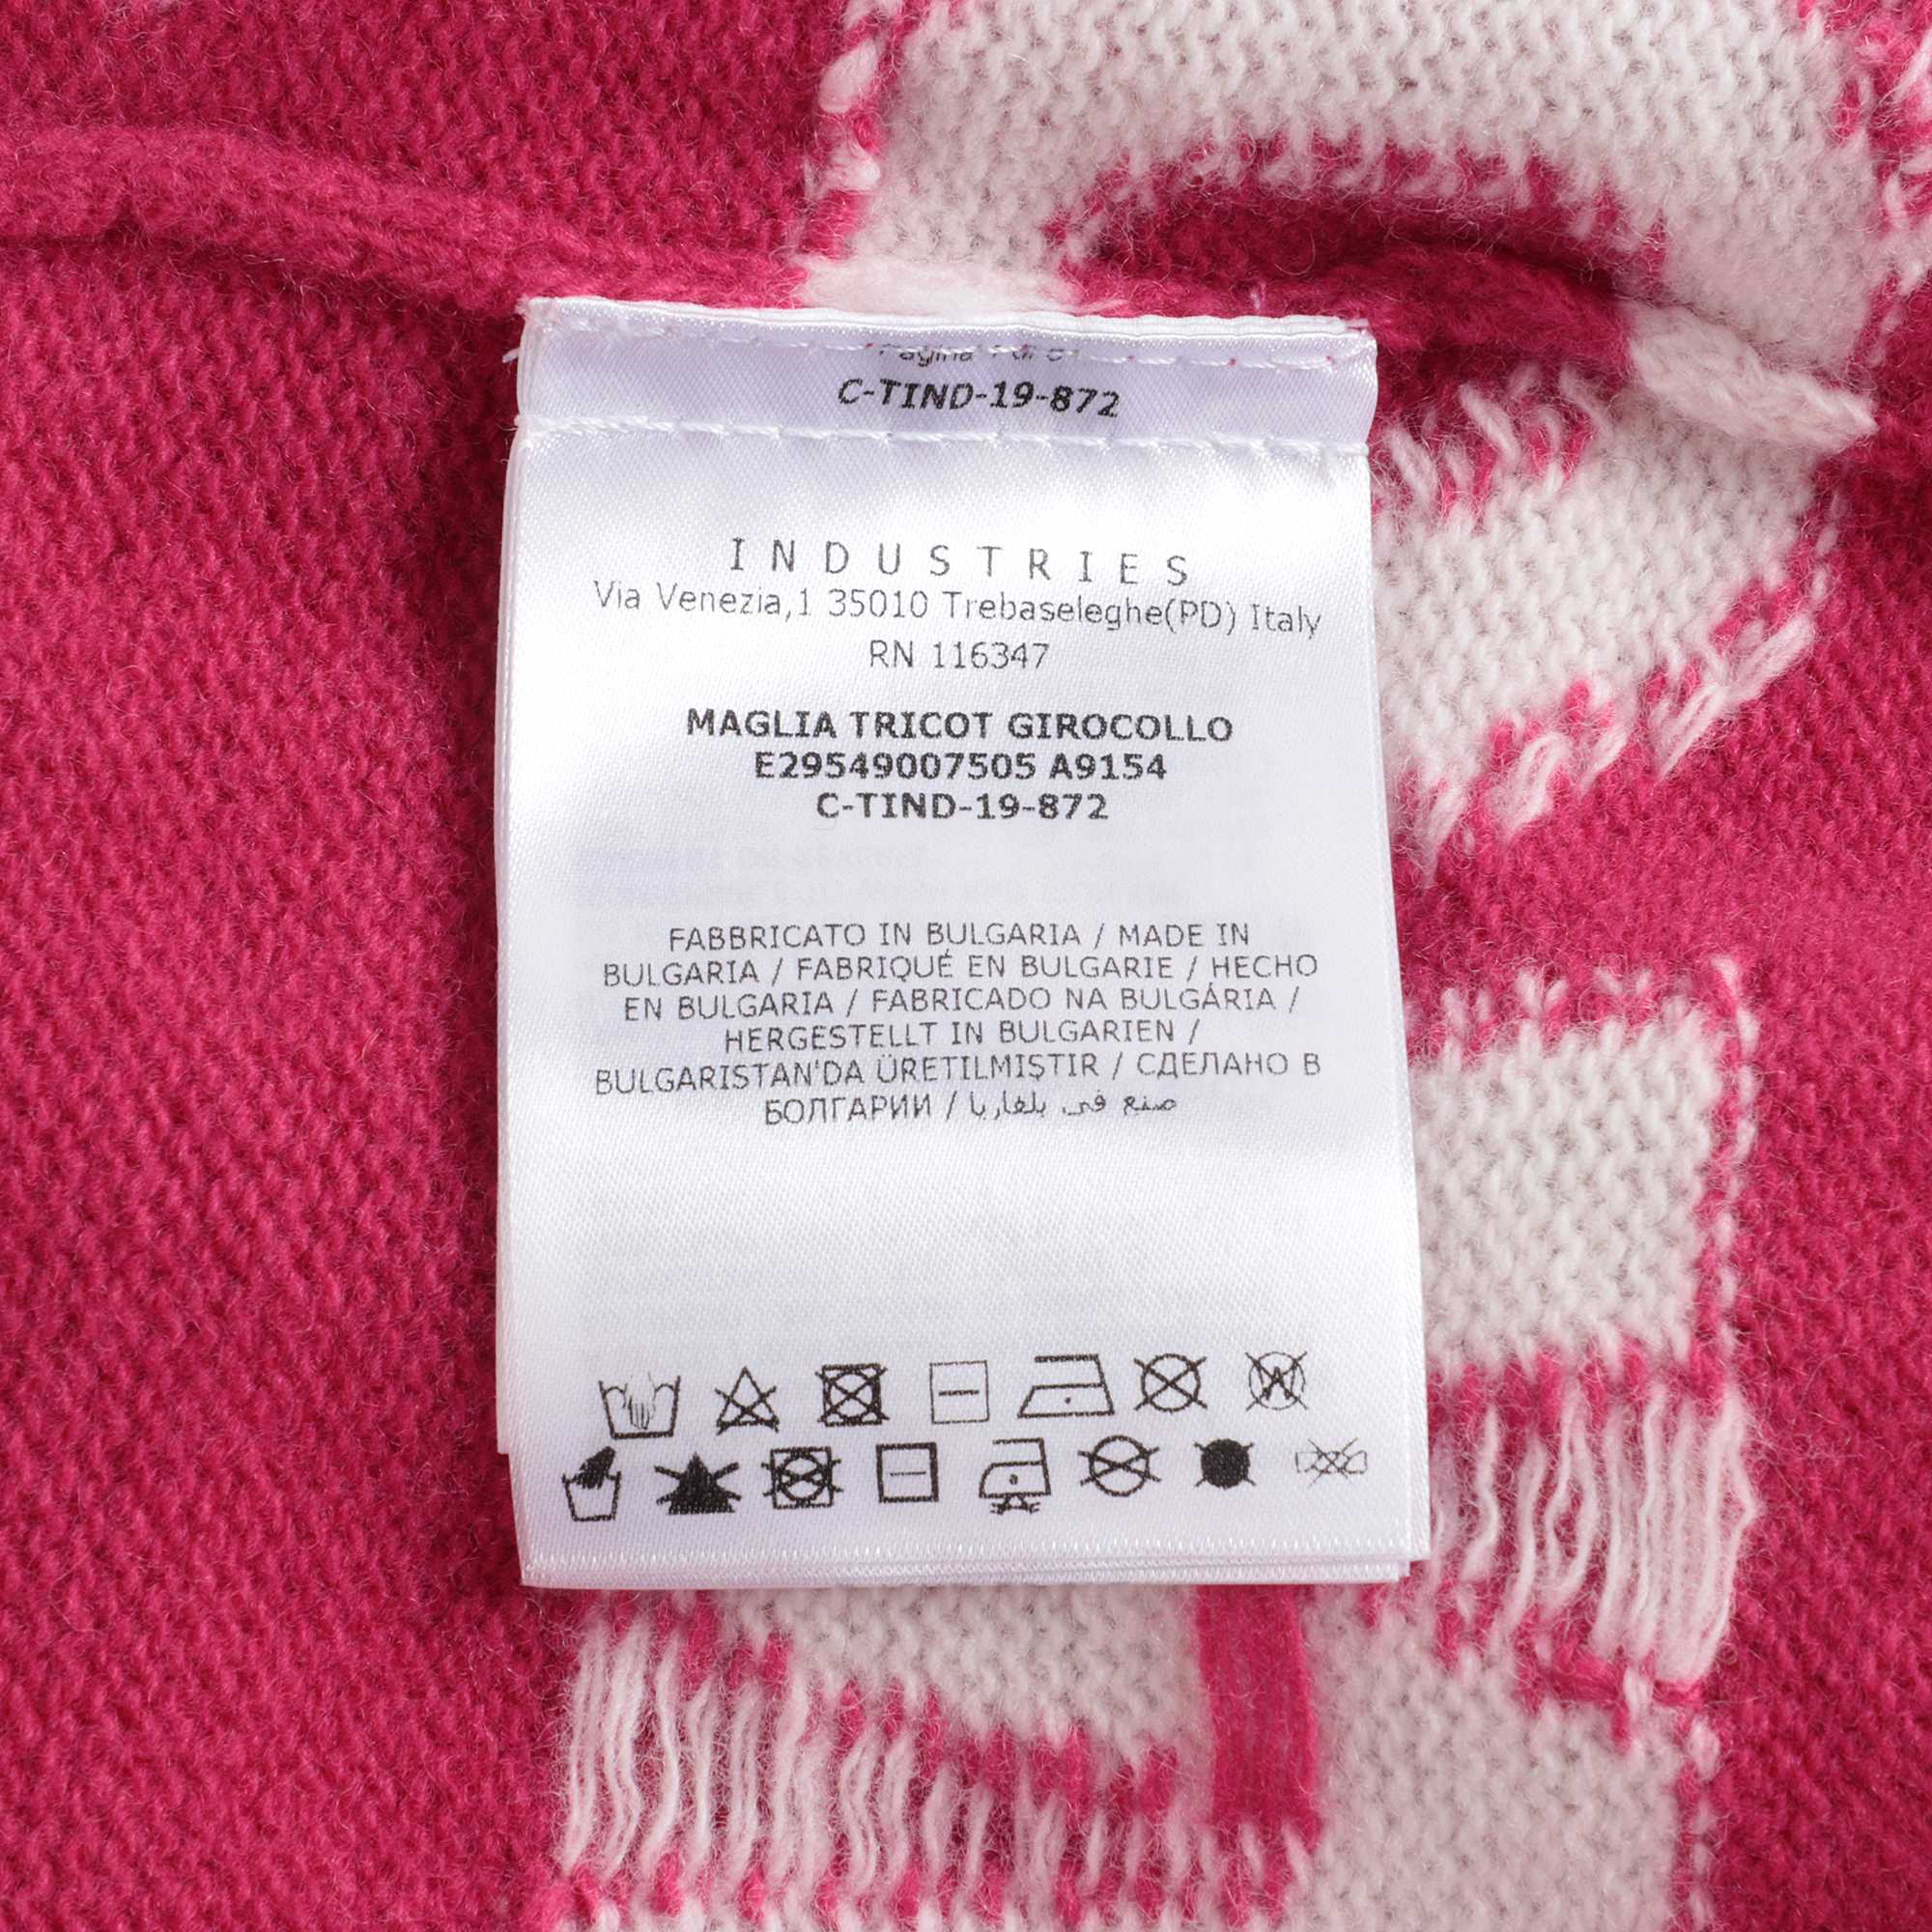 Pagina
C-TIND-19-872
INDUSTRIES
Via Venezia,1 35010 Trebaseleghe(PD) Italy
RN 116347
MAGLIA TRICOT GIROCOLLO
E29549007505 A9154
C-TIND-19-872
FABBRICATO IN BULGARIA / MADE IN
BULGARIA / FABRIQUÉ EN BULGARIE / HECHO
EN BULGARIA / FABRICADO NA BULGÁRIA /
HERGESTELLT IN BULGARIEN /
BULGARISTAN'DA ÜRETILMIŞTIR / СДЕЛАНО В
БОЛГАРИИ / صنع في بلغاريا
W